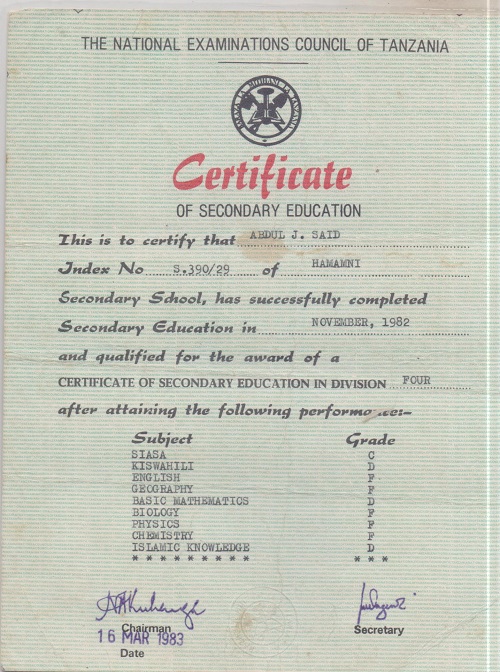 THE NATIONAL EXAMINATIONS COUNCIL OF TANZANIA
Certificate
OF SECONDARY EDUCATION
This is to certify that ABDUL J. SAID
Index No S.390/29 of HAMAMNI
Secondary School, has successfully completed
Secondary Education in NOVEMBER, 1982
and qualified for the award of a
CERTIFICATE OF SECONDARY EDUCATION IN DIVISION FOUR
after attaining the following performance:-
Subject Grade
SIASA C
KISWAHILI D
ENGLISH F
GEOGRAPHY F
BASIC MATHEMATICS D
BIOLOGY F
PHYSICS F
CHEMISTRY F
ISLAMIC KNOWLEDGE D
* * * * * * * * * * * *
Chairman Secretary
16 MAR 1983
Date